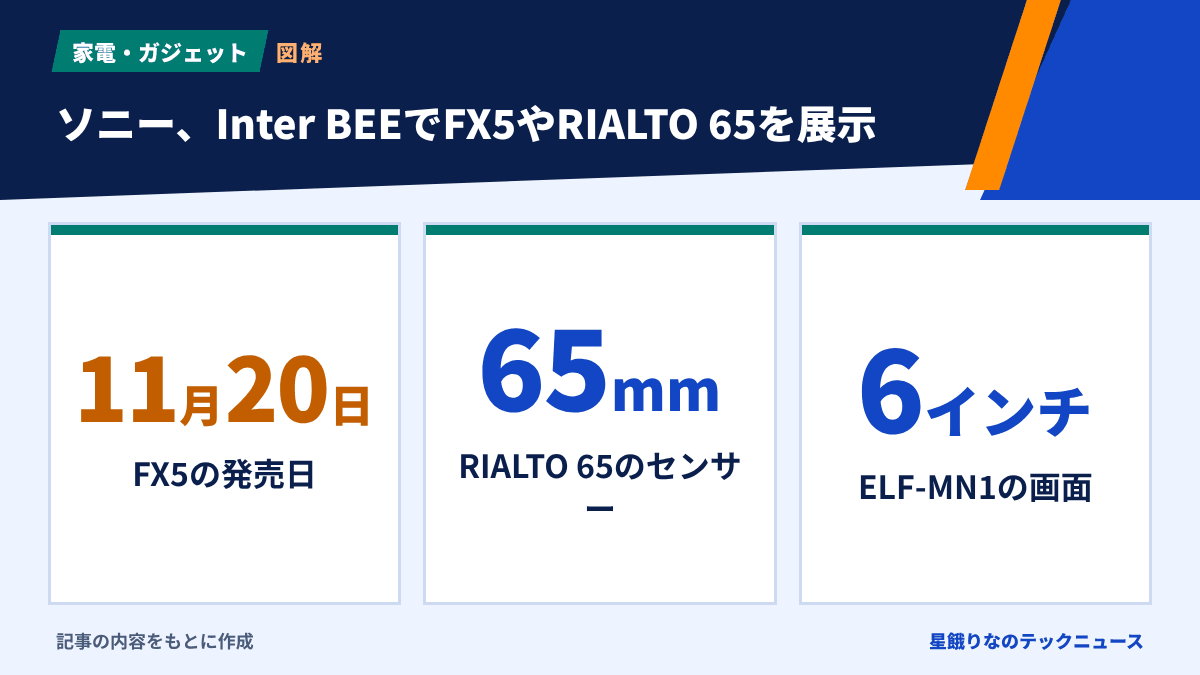 家電・ガジェット 図解
ソニー、Inter BEEでFX5やRIALTO 65を展示
11月20日
FX5の発売日
65mm
RIALTO 65のセンサ
ー
6インチ
ELF-MN1の画面
記事の内容をもとに作成
星餓りなのテックニュース